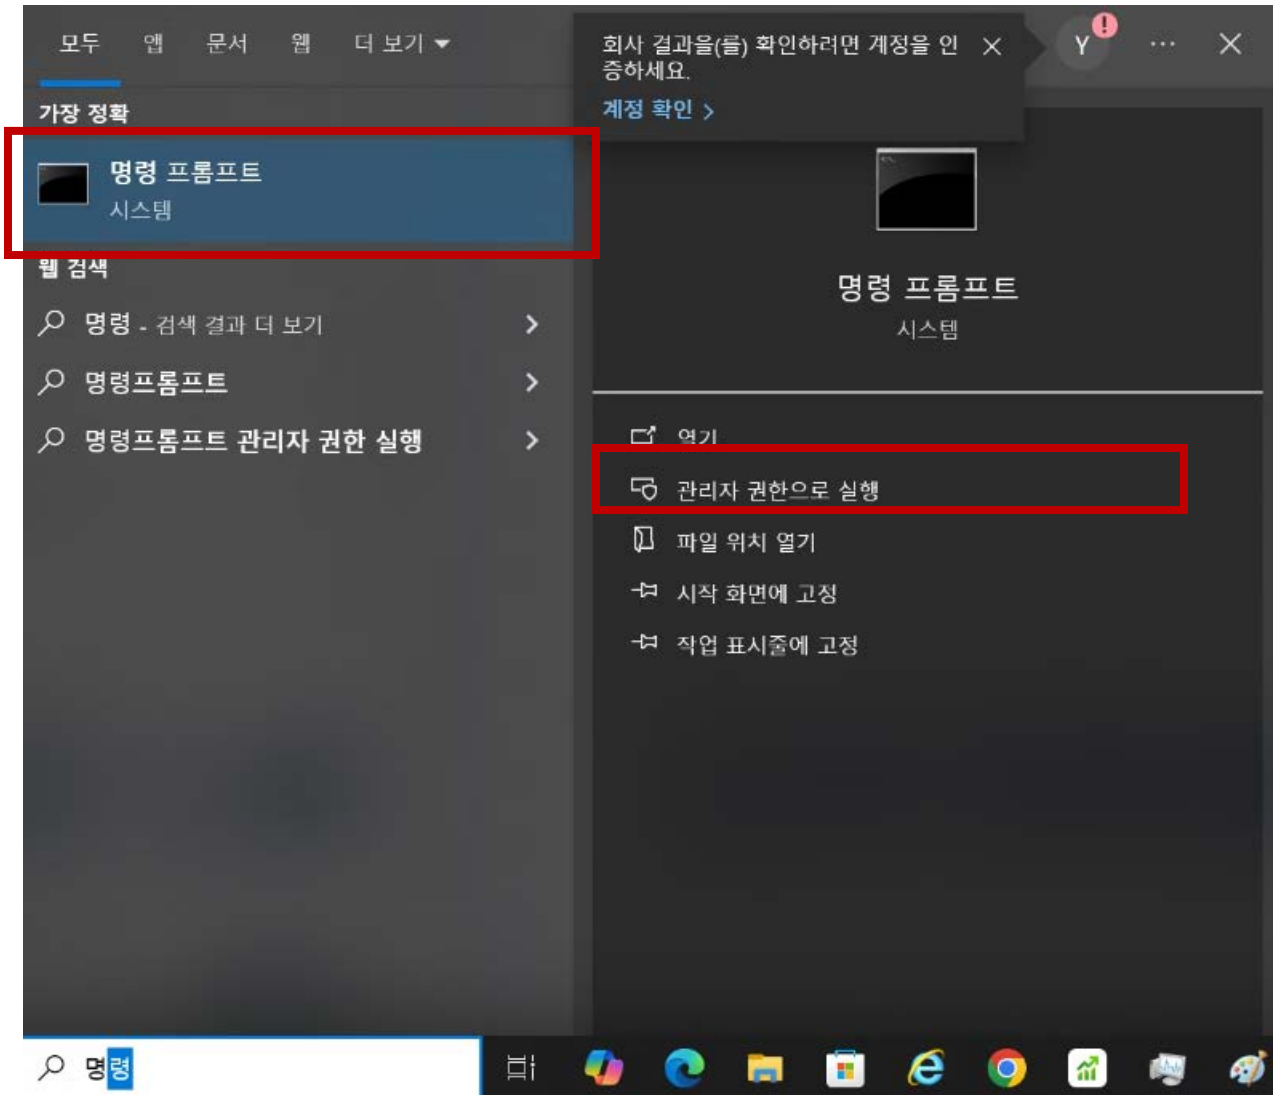 모두 앱 문서 웹 더 보기
회사 결과을(를) 확인하려면 계정을 인
증하세요.
계정 확인 >
Y
가장 정확
명령 프롬프트
시스템
웹 검색
명령 - 검색 결과 더 보기
명령프롬프트
명령프롬프트 관리자 권한 실행
명령 프롬프트
시스템
열기
관리자 권한으로 실행
파일 위치 열기
시작 화면에 고정
작업 표시줄에 고정
명령